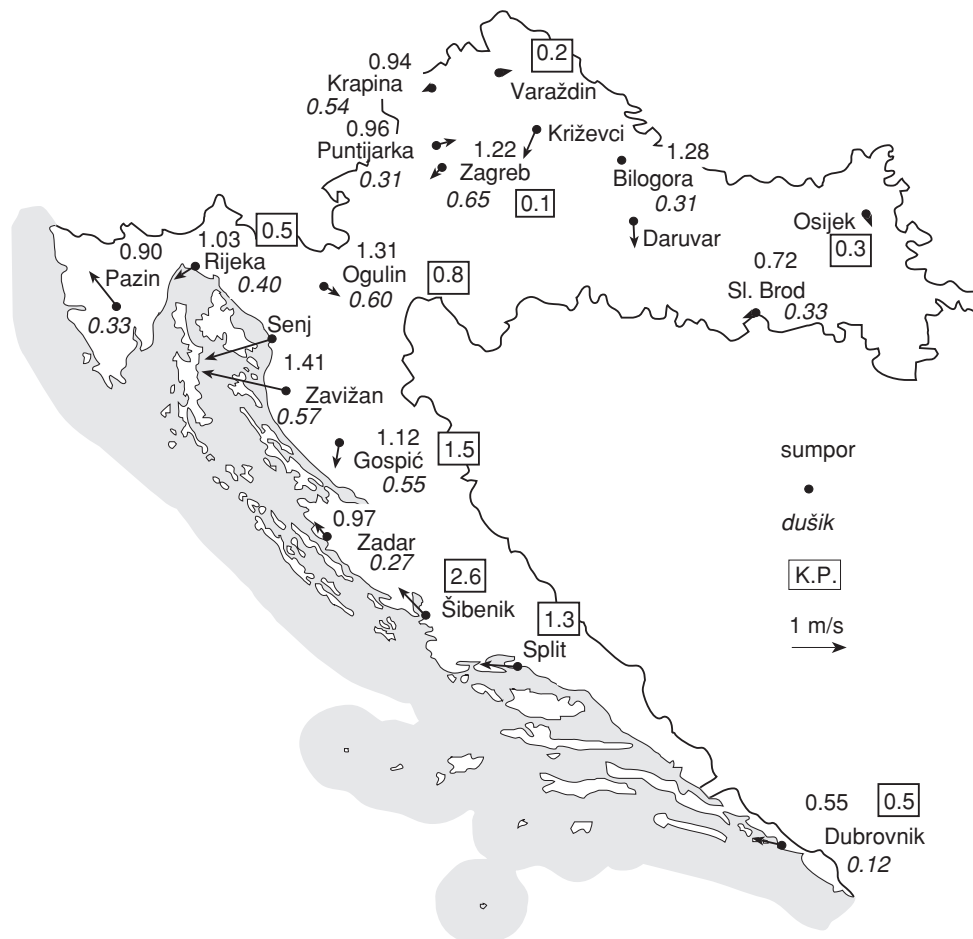 0.2
0.94
Krapina
0.54
Varaždin
0.96
Puntijarka
0.31
Križevci
1.22
Zagreb
0.65
0.1
1.28
Bilogora
0.31
Daruvar
Osijek
0.3
0.72
Sl. Brod
0.33
0.90
Pazin
0.33
1.03
Rijeka
0.40
0.5
1.31
Ogulin
0.60
0.8
Senj
1.41
Zavižan
0.57
1.12
Gospić
0.55
1.5
0.97
Zadar
0.27
2.6
Šibenik
1.3
Split
0.55
0.5
Dubrovnik
0.12
sumpor
dušik
K.P.
1 m/s